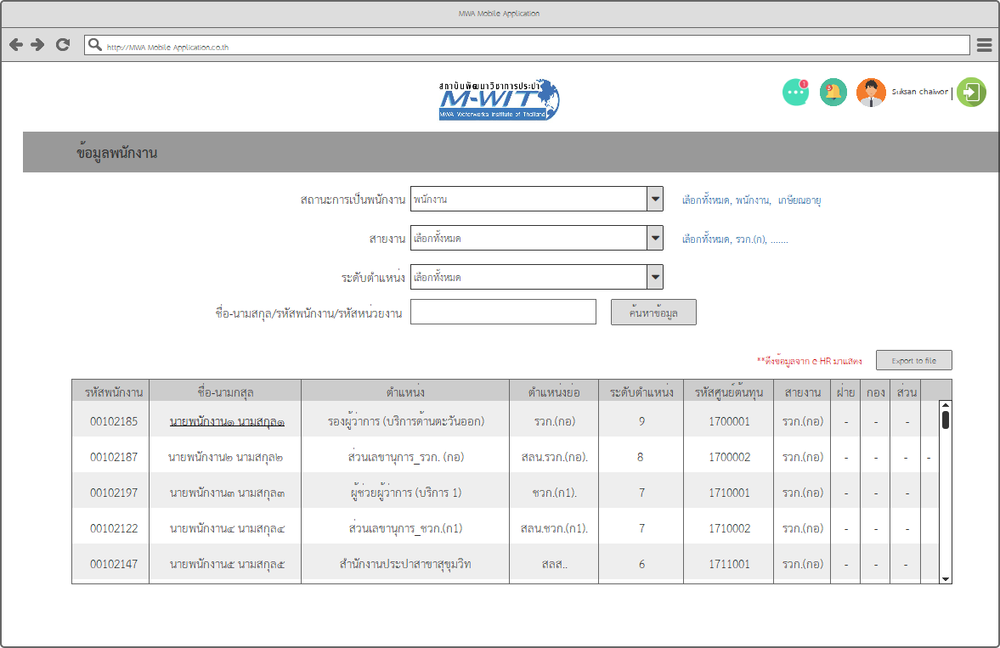 MWA Mobile Application
http://MWA Mobile Application.co.th
สถาบันพัฒนาวิชาการประปา
M-WIT
MWA Waterworks Institute of Thailand
1
3
Suksan chaiwon
ข้อมูลพนักงาน
สถานะการเป็นพนักงาน พนักงาน เลือกทั้งหมด, พนักงาน, เกษียณอายุ
สายงาน เลือกทั้งหมด เลือกทั้งหมด, รวก.(ก), .......
ระดับตำแหน่ง เลือกทั้งหมด
ชื่อ-นามสกุล/รหัสพนักงาน/รหัสหน่วยงาน ค้นหาข้อมูล
**ดึงข้อมูลจาก e-HR มาแสดง Export to file
รหัสพนักงาน ชื่อ-นามกสุล ตำแหน่ง ตำแหน่งย่อ ระดับตำแหน่ง รหัสศูนย์ต้นทุน สายงาน ฝ่าย กอง ส่วน
00102185 นายพนักงาน๑ นามสกุล๑ รองผู้ว่าการ (บริการด้านตะวันออก) รวก.(กอ) 9 1700001 รวก.(กอ) - - -
00102187 นายพนักงาน๒ นามสกุล๒ ส่วนเลขานุการ_รวก. (กอ) สลน.รวก.(กอ). 8 1700002 รวก.(กอ) - - - -
00102197 นายพนักงาน๓ นามสกุล๓ ผู้ช่วยผู้ว่าการ (บริการ 1) ชวก.(ก1). 7 1710001 รวก.(กอ) - - -
00102122 นายพนักงาน๔ นามสกุล๔ ส่วนเลขานุการ_ชวก.(ก1) สลน.ชวก.(ก1). 7 1710002 รวก.(กอ) - - -
00102147 นายพนักงาน๕ นามสกุล๕ สำนักงานประปาสาขาสุขุมวิท สสส.. 6 1711001 รวก.(กอ) - - -